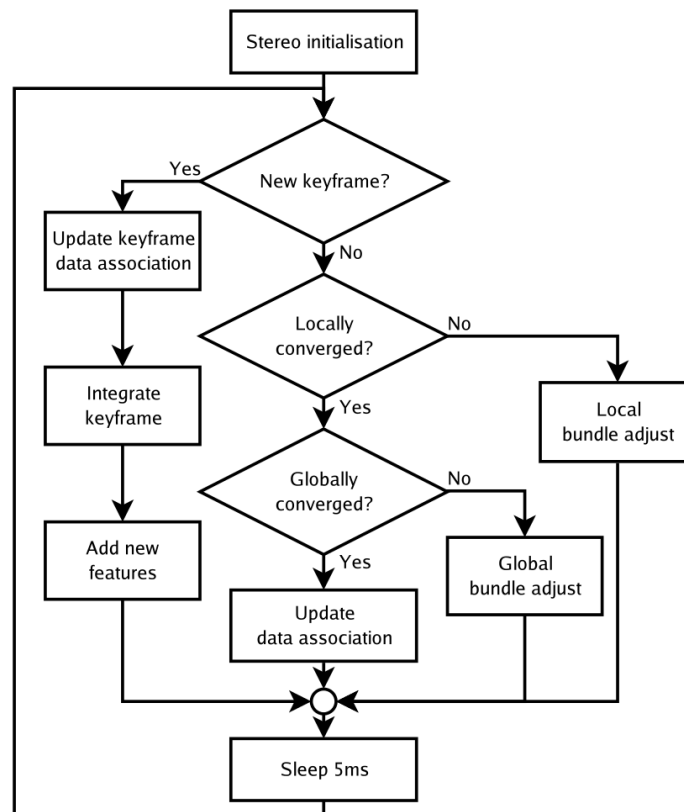 Stereo initialisation
Yes
New keyframe?
Update keyframe
data association
No
Locally
converged?
No
Integrate
keyframe
Yes
Local
bundle adjust
Globally
converged?
No
Add new
features
Yes
Global
bundle adjust
Update
data association
Sleep 5ms